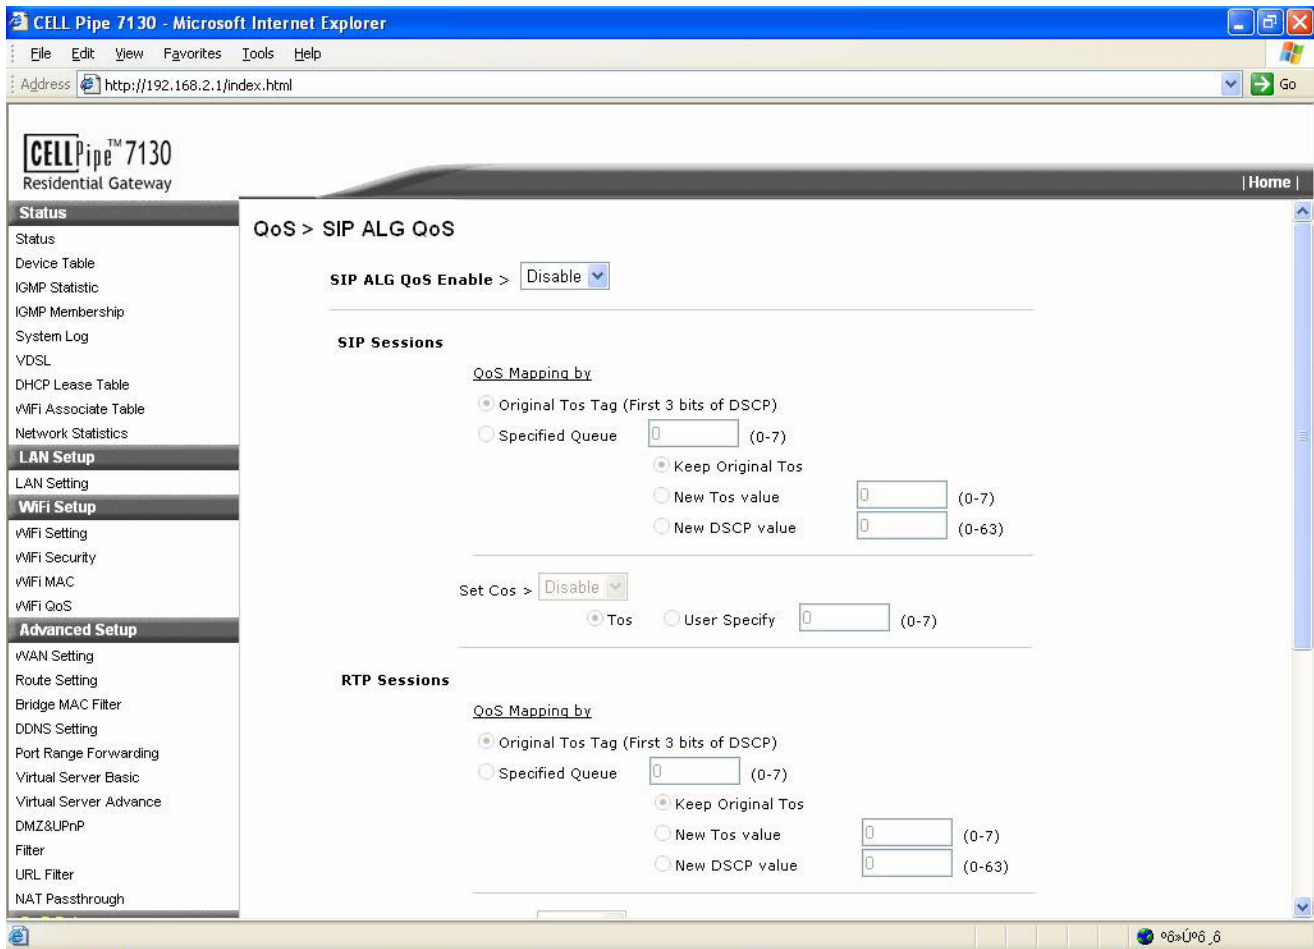 CELL Pipe 7130 - Microsoft Internet Explorer
File Edit View Favorites Tools Help
Address http://192.168.2.1/index.html Go
CELLPipe™ 7130
Residential Gateway
| Home |
Status
Status
Device Table
IGMP Statistic
IGMP Membership
System Log
VDSL
DHCP Lease Table
WiFi Associate Table
Network Statistics
LAN Setup
LAN Setting
WiFi Setup
WiFi Setting
WiFi Security
WiFi MAC
WiFi QoS
Advanced Setup
WAN Setting
Route Setting
Bridge MAC Filter
DDNS Setting
Port Range Forwarding
Virtual Server Basic
Virtual Server Advance
DMZ&UPnP
Filter
URL Filter
NAT Passthrough
QoS > SIP ALG QoS
SIP ALG QoS Enable > Disable
SIP Sessions
QoS Mapping by
Original Tos Tag (First 3 bits of DSCP)
Specified Queue 0 (0-7)
Keep Original Tos
New Tos value 0 (0-7)
New DSCP value 0 (0-63)
Set Cos > Disable
Tos User Specify 0 (0-7)
RTP Sessions
QoS Mapping by
Original Tos Tag (First 3 bits of DSCP)
Specified Queue 0 (0-7)
Keep Original Tos
New Tos value 0 (0-7)
New DSCP value 0 (0-63)